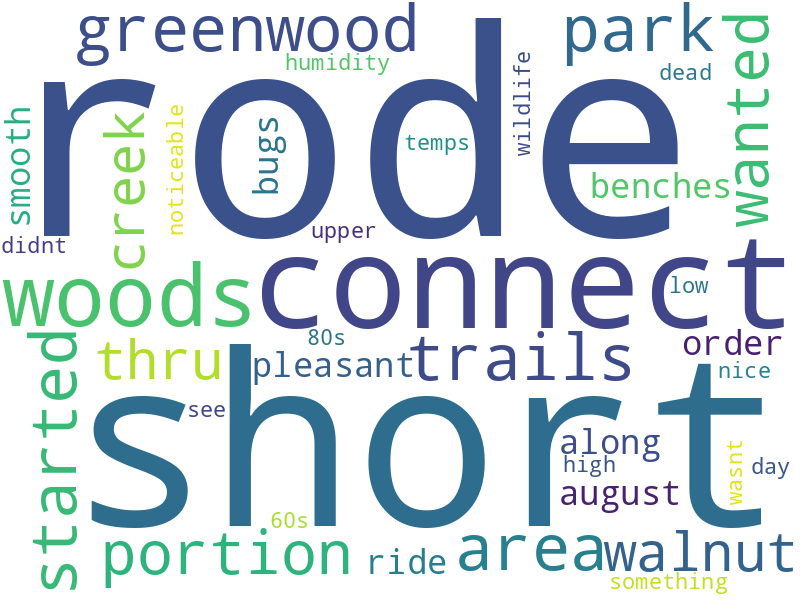 greenwood
park
wanted
humidity
dead
rode
wildlife
smooth
creek
noticeable
bugs
temps
benches
didnt
upper
woods
connect
low
80s
order
started
thru
pleasant
trails
nice
short
see
along
high
day
wasnt
august
60s
portion
ride
area
walnut
something